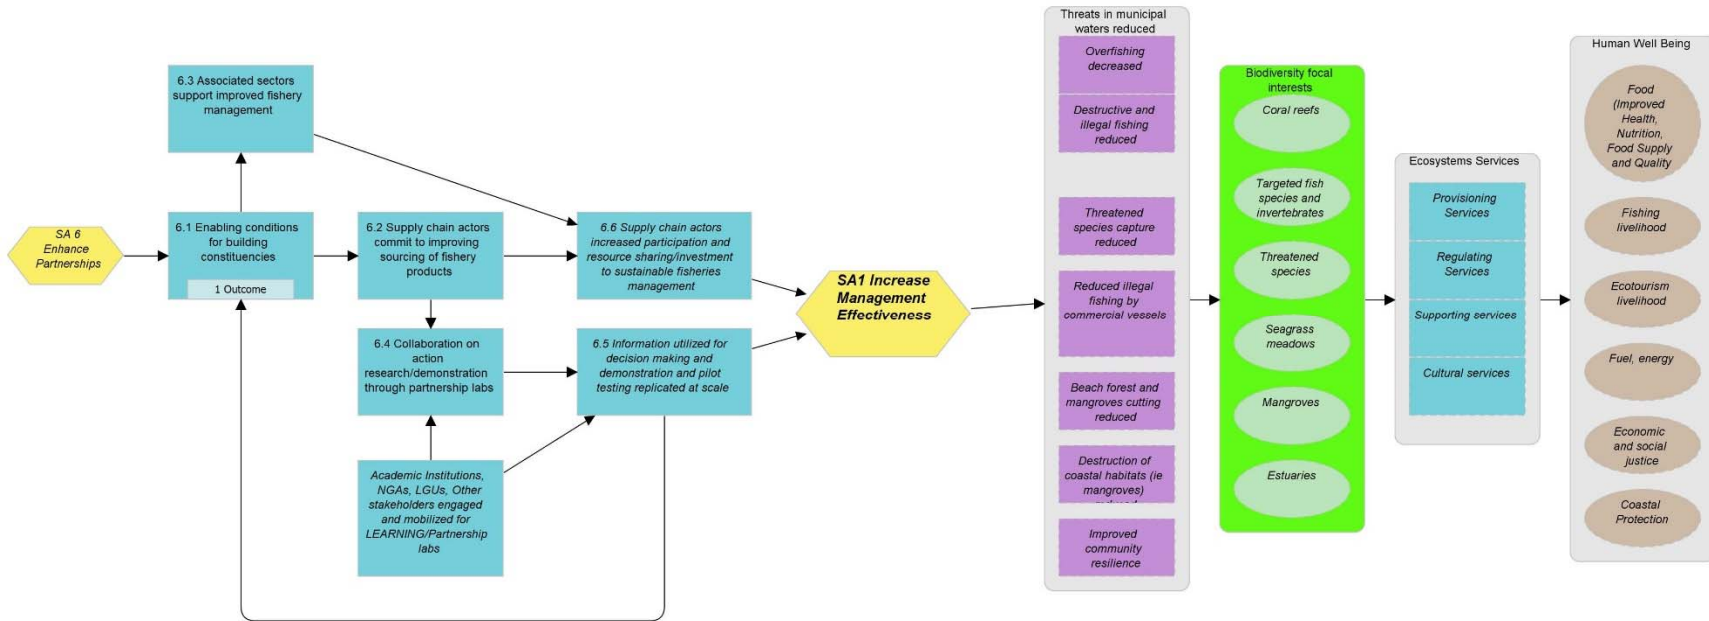 SA 6
Enhance
Partnerships
6.3 Associated sectors
support improved fishery
management
6.1 Enabling conditions
for building
constituencies
1 Outcome
6.2 Supply chain actors
commit to improving
sourcing of fishery
products
6.4 Collaboration on
action
research/demonstration
through partnership labs
Academic Institutions,
NGAs, LGUs, Other
stakeholders engaged
and mobilized for
LEARNING/Partnership
labs
6.6 Supply chain actors
increased participation and
resource sharing/investment
to sustainable fisheries
management
6.5 Information utilized for
decision making and
demonstration and pilot
testing replicated at scale
SA1 Increase
Management
Effectiveness
Threats in municipal
waters reduced
Overfishing
decreased
Destructive and
illegal fishing
reduced
Threatened
species capture
reduced
Reduced illegal
fishing by
commercial vessels
Beach forest and
mangroves cutting
reduced
Destruction of
coastal habitats (ie
mangroves)
Improved
community
resilience
Biodiversity focal
interests
Coral reefs
Targeted fish
species and
invertebrates
Threatened
species
Seagrass
meadows
Mangroves
Estuaries
Ecosystems Services
Provisioning
Services
Regulating
Services
Supporting services
Cultural services
Human Well Being
Food
(Improved
Health,
Nutrition,
Food Supply
and Quality
Fishing
livelihood
Ecotourism
livelihood
Fuel, energy
Economic
and social
justice
Coastal
Protection